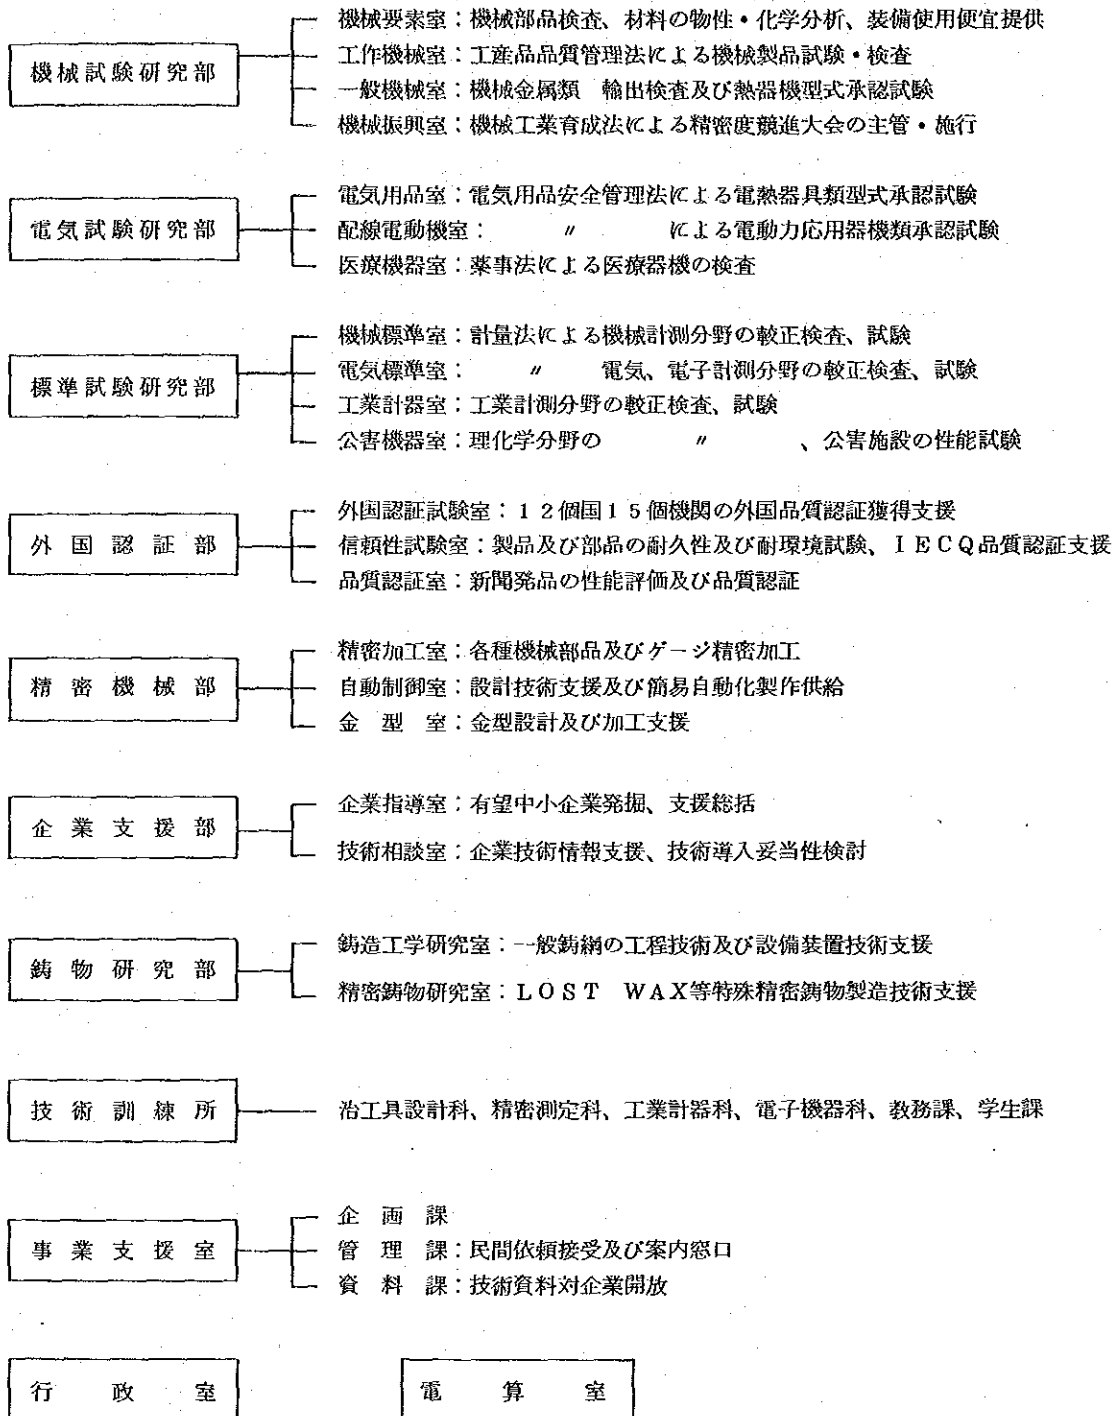 機械試験研究部
機械要素室：機械部品検査、材料の物性・化学分析、装備使用便宜提供
工作機械室：工産品品質管理法による機械製品試験・検査
一般機械室：機械金属類　輸出検査及び熱器機型式承認試験
機械振興室：機械工業育成法による精密度競進大会の主管・施行
電気試験研究部
電気用品室：電気用品安全管理法による電熱器具類型式承認試験
配線電動機室：　　〃　　による電動力応用器機類承認試験
医療機器室：薬事法による医療器機の検査
標準試験研究部
機械標準室：計量法による機械計測分野の較正検査、試験
電気標準室：　　〃　　電気、電子計測分野の較正検査、試験
工業計器室：工業計測分野の較正検査、試験
公害機器室：理化学分野の　　〃　　、公害施設の性能試験
外国認証部
外国認証試験室：１２個国１５個機関の外国品質認証獲得支援
信頼性試験室：製品及び部品の耐久性及び耐環境試験、ＩＥＣＱ品質認証支援
品質認証室：新聞発品の性能評価及び品質認証
精密機械部
精密加工室：各種機械部品及びゲージ精密加工
自動制御室：設計技術支援及び簡易自動化製作供給
金　型　室：金型設計及び加工支援
企業支援部
企業指導室：有望中小企業発掘、支援総括
技術相談室：企業技術情報支援、技術導入妥当性検討
鋳物研究部
鋳造工学研究室：一般鋳綱の工程技術及び設備装置技術支援
精密鋳物研究室：ＬＯＳＴ　ＷＡＸ等特殊精密鋳物製造技術支援
技術訓練所
冶工具設計科、精密測定科、工業計器科、電子機器科、教務課、学生課
事業支援室
企　画　課
管　理　課：民間依頼接受及び案内窓口
資　料　課：技術資料対企業開放
行　政　室
電　算　室